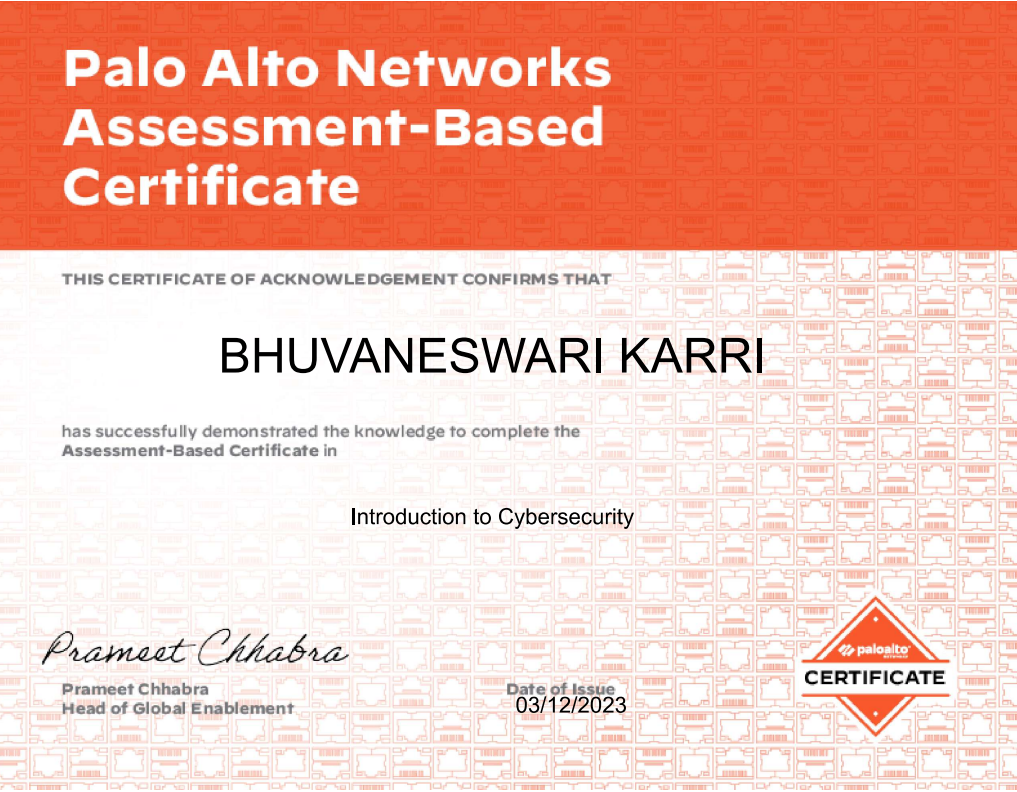 Palo Alto Networks
Assessment-Based
Certificate
THIS CERTIFICATE OF ACKNOWLEDGEMENT CONFIRMS THAT
BHUVANESWARI KARRI
has successfully demonstrated the knowledge to complete the
Assessment-Based Certificate in
Introduction to Cybersecurity
Prameet Chhabra
Prameet Chhabra
Head of Global Enablement
Date of Issue
03/12/2023
paloalto
NETWORKS
CERTIFICATE